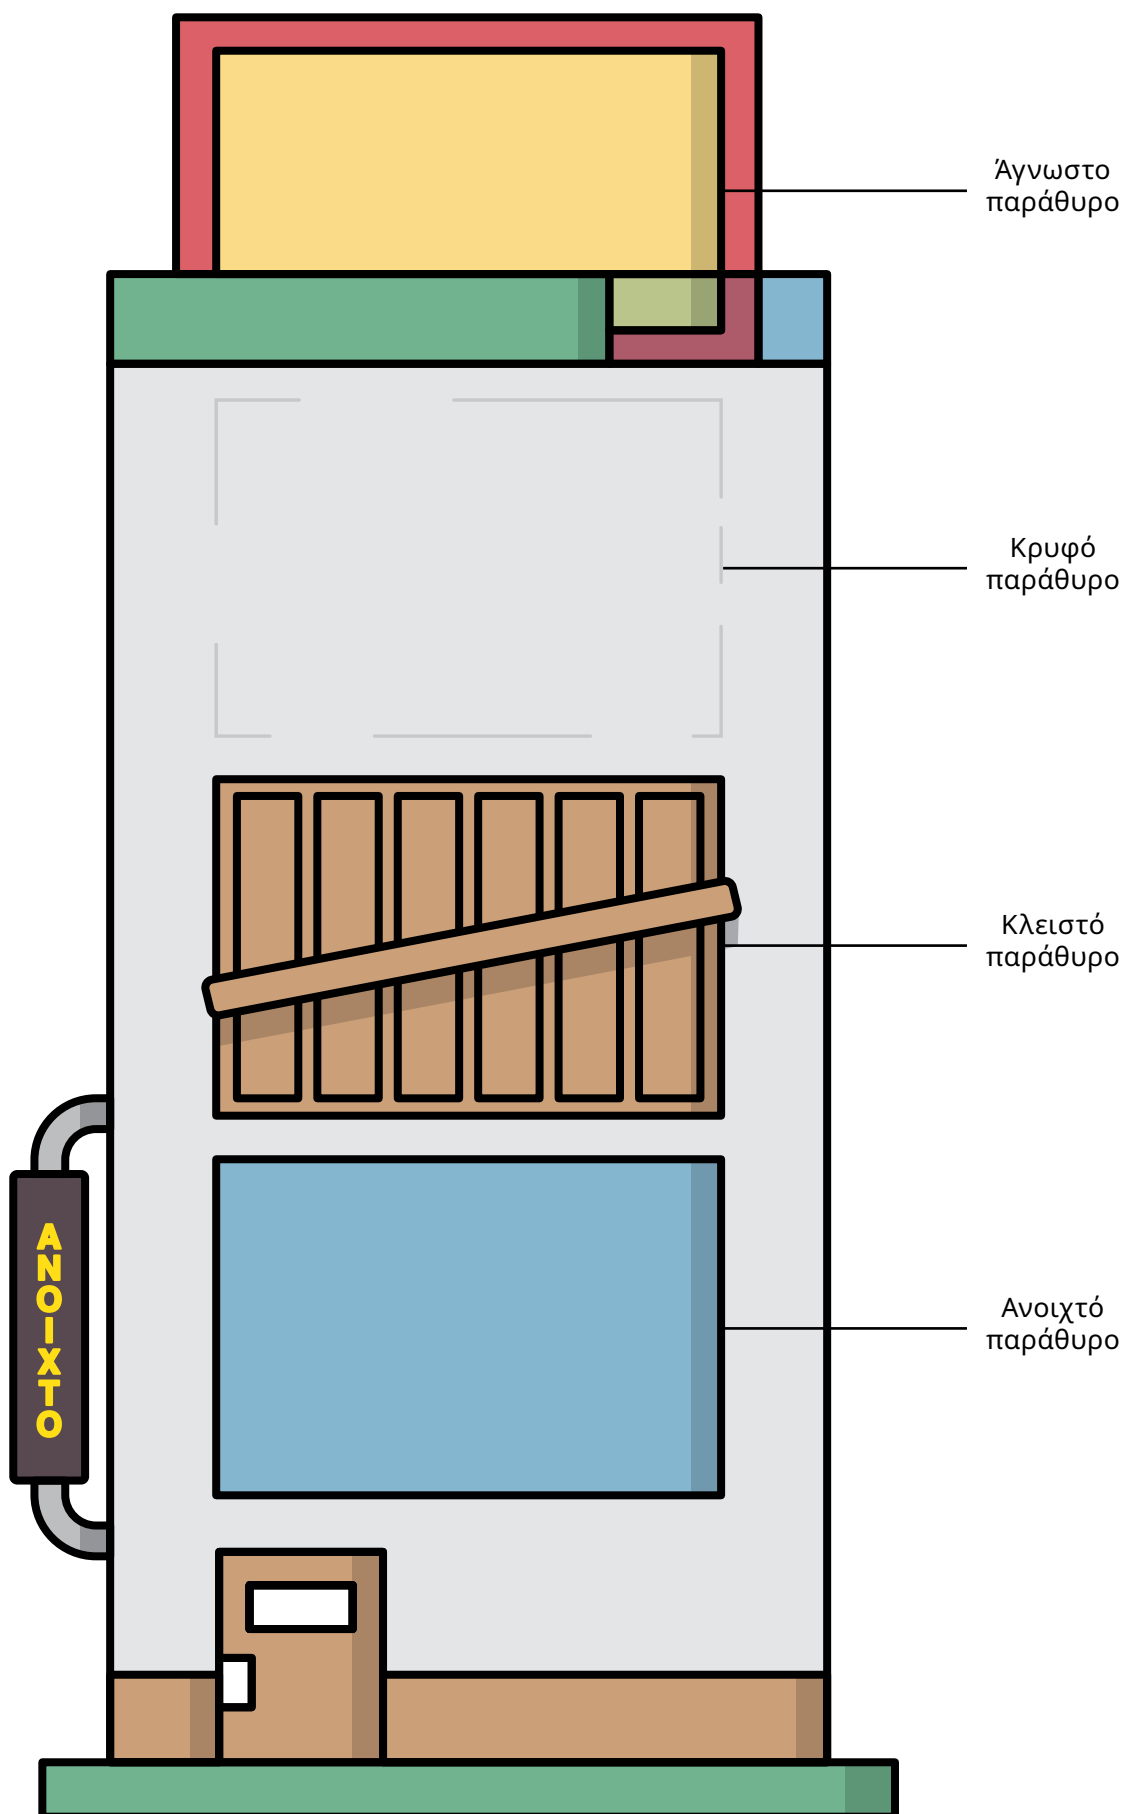 Άγνωστο
παράθυρο
Κρυφό
παράθυρο
Κλειστό
παράθυρο
ΑΝΟΙΧΤΟ
Ανοιχτό
παράθυρο